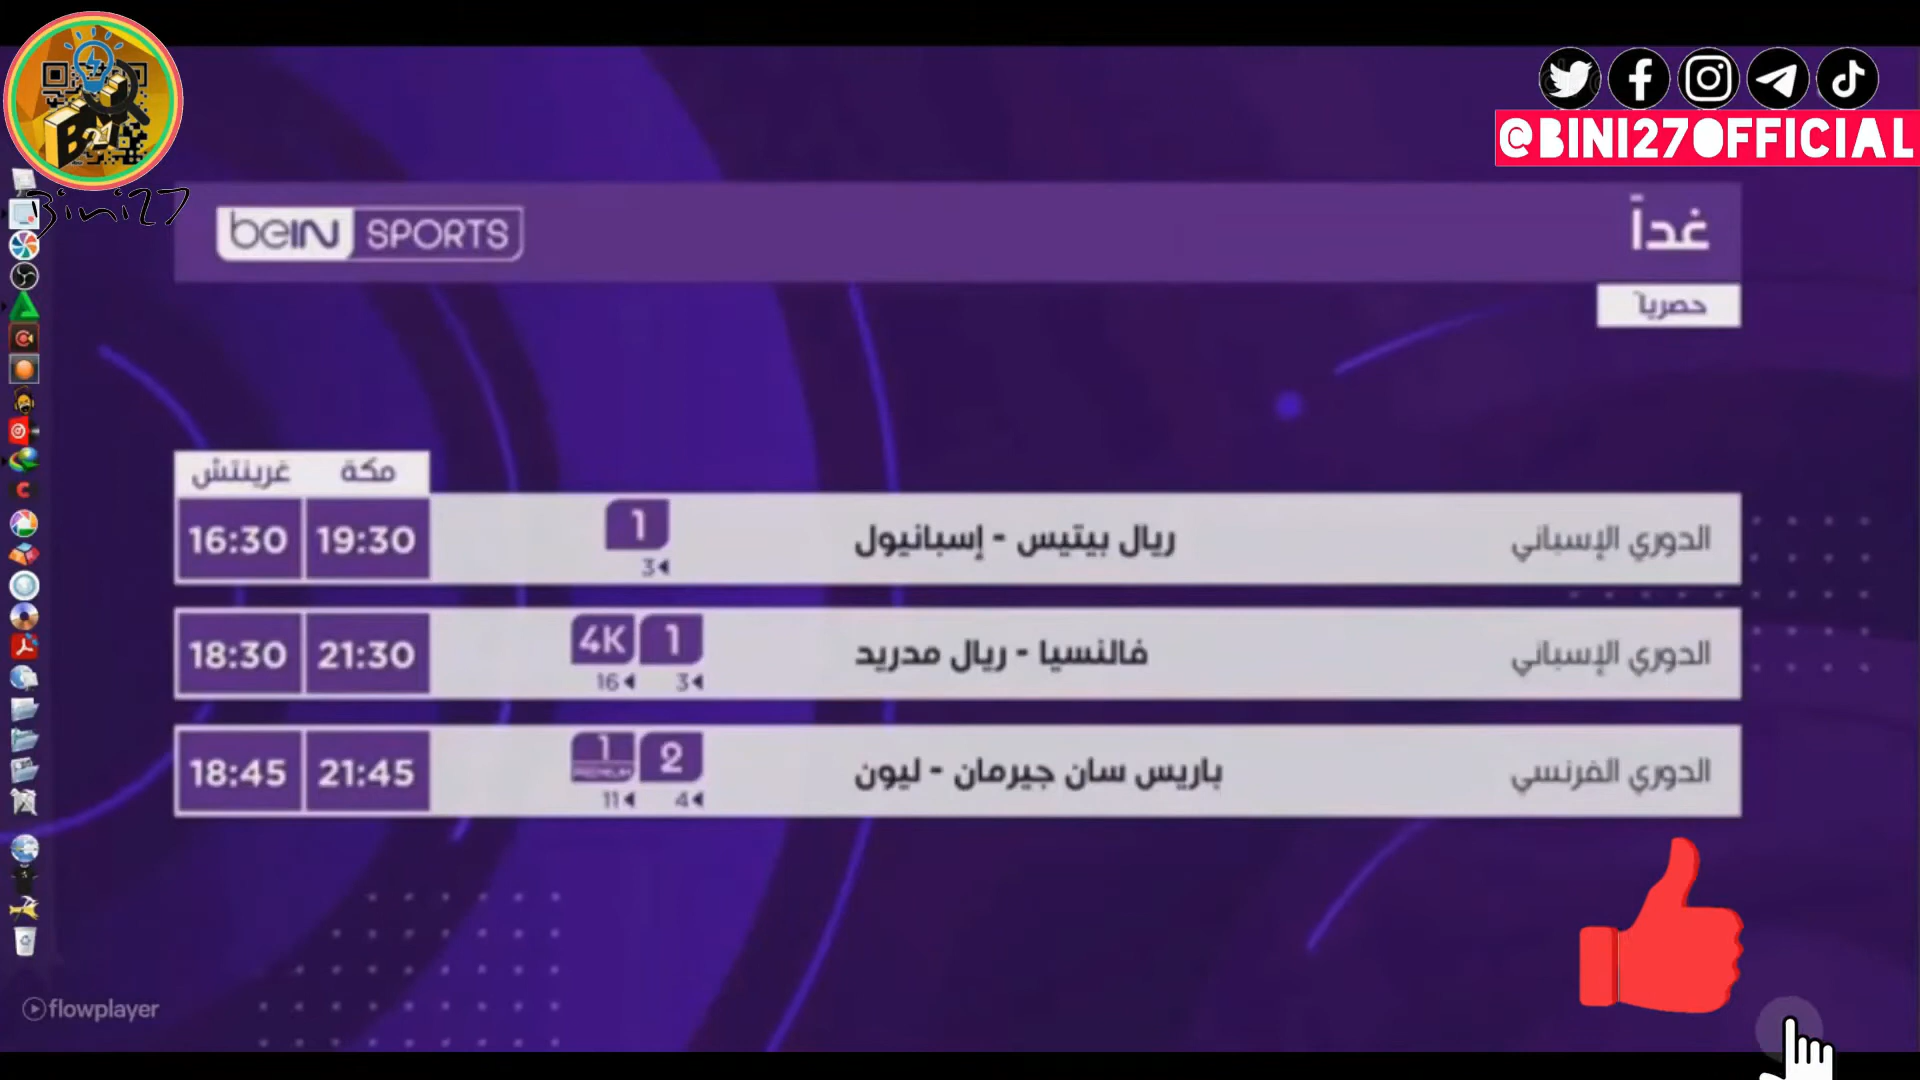 @BINI27OFFICIAL
Bini27
beIN SPORTS
غداً
حصرياً
مكة غرينتش
الدوري الإسباني ريال بيتيس - إسبانيول 1 3 19:30 16:30
الدوري الإسباني فالنسيا - ريال مدريد 1 3 4K 16 21:30 18:30
الدوري الفرنسي باريس سان جيرمان - ليون 2 4 1 PREMIUM 11 21:45 18:45
flowplayer